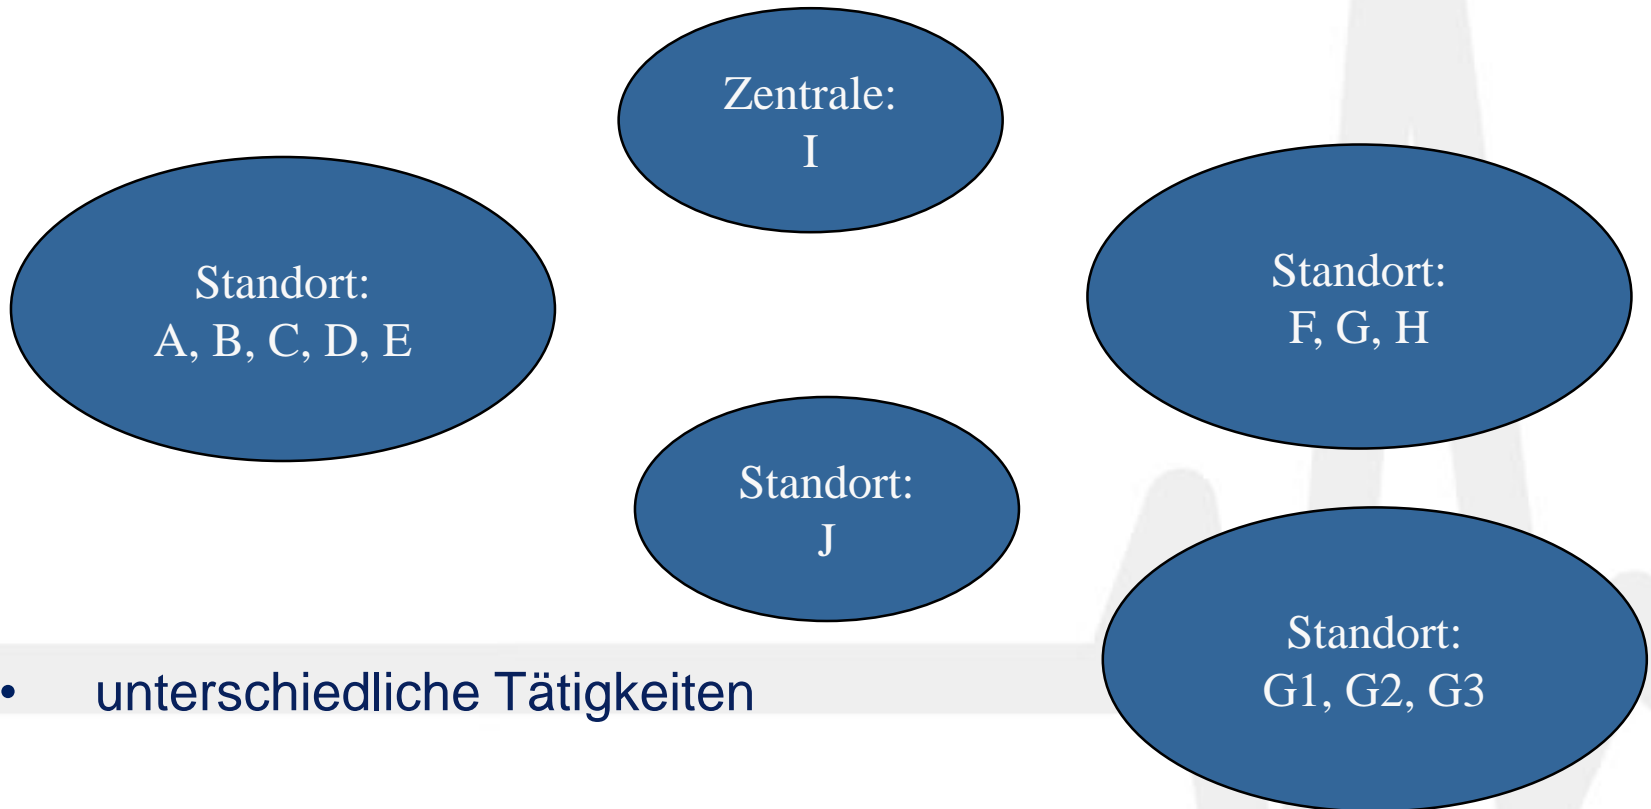 Zentrale:
I
Standort:
A, B, C, D, E
Standort:
F, G, H
Standort:
J
Standort:
G1, G2, G3
• unterschiedliche Tätigkeiten